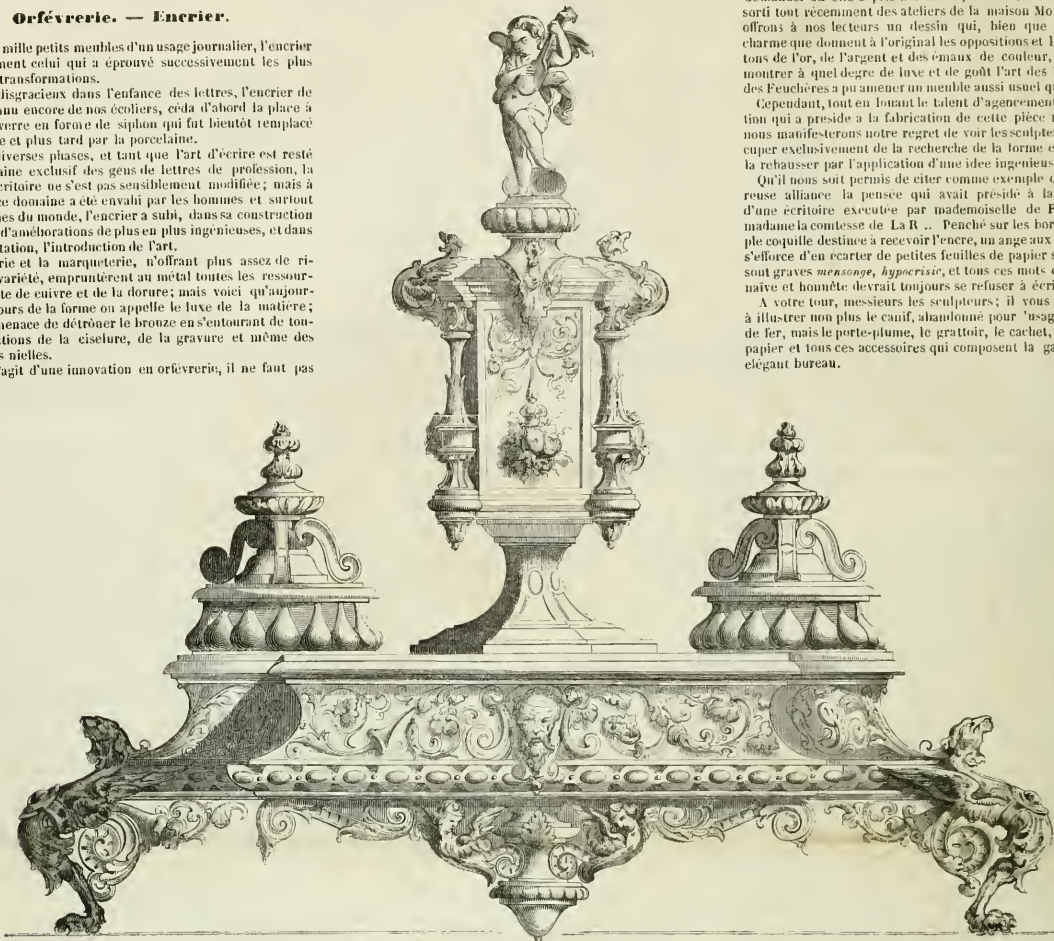 Orfévrerie. — Encrier.
mille petits meubles d'un usage journalier, l'encrier
ment celui qui a éprouvé successivement les plus
transformations.
disgracieux dans l'enfance des lettres, l'encrier de
nu encore de nos écoliers, céda d'abord la place à
verre en forme de siphon qui fut bientôt remplacé
e et plus tard par la porcelaine.
iverses phases, et tant que l'art d'écrire est resté
aine exclusif des gens de lettres de profession, la
critoire ne s'est pas sensiblement modifiée; mais à
ce domaine a été envahi par les hommes et surtout
nes du monde, l'encrier a subi, dans sa construction
d'améliorations de plus en plus ingénieuses, et dans
tation, l'introduction de l'art.
rie et la marqueterie, n'offrant plus assez de ri-
variété, empruntèrent au métal toutes les ressour-
te de cuivre et de la dorure; mais voici qu'aujour-
ours de la forme on appelle le luxe de la matière;
menace de détrôner le bronze en s'entourant de tou-
ctions de la ciselure, de la gravure et même des
s nielles.
'agit d'une innovation en orfévrerie, il ne faut pas
sorti tout récemment des ateliers de la maison Mo
offrons à nos lecteurs un dessin qui, bien que
charme que donnent à l'original les oppositions et l
tons de l'or, de l'argent et des émaux de couleur,
montrer à quel degre de luxe et de goût l'art des
des Feuchères a pu amener un meuble aussi usuel qu
Cependant, tout en louant le talent d'agencement
tion qui a preside a la fabrication de cette pièce
nous manifesterons notre regret de voir les sculpte
cuper exclusivement de la recherche de la forme e
la rehausser par l'application d'une idee ingenieus
Qu'il nous soit permis de citer comme exemple d
reuse alliance la pensée qui avait présidé à la
d'une écritoire executée par mademoiselle de F
madame la comtesse de La R .. Penché sur les bor
ple coquille destinée à recevoir l'encre, un ange aux
s'efforce d'en ecarter de petites feuilles de papier s
sont graves mensonge, hypocrisie, et tous ces mots
naïve et honnête devrait toujours se refuser à écri
A votre tour, messieurs les sculpteurs; il vous
à illustrer non plus le canif, abandonné pour 'usag
de fer, mais le porte-plume, le grattoir, le cachet,
papier et tous ces accessoires qui composent la ga
elégant bureau.